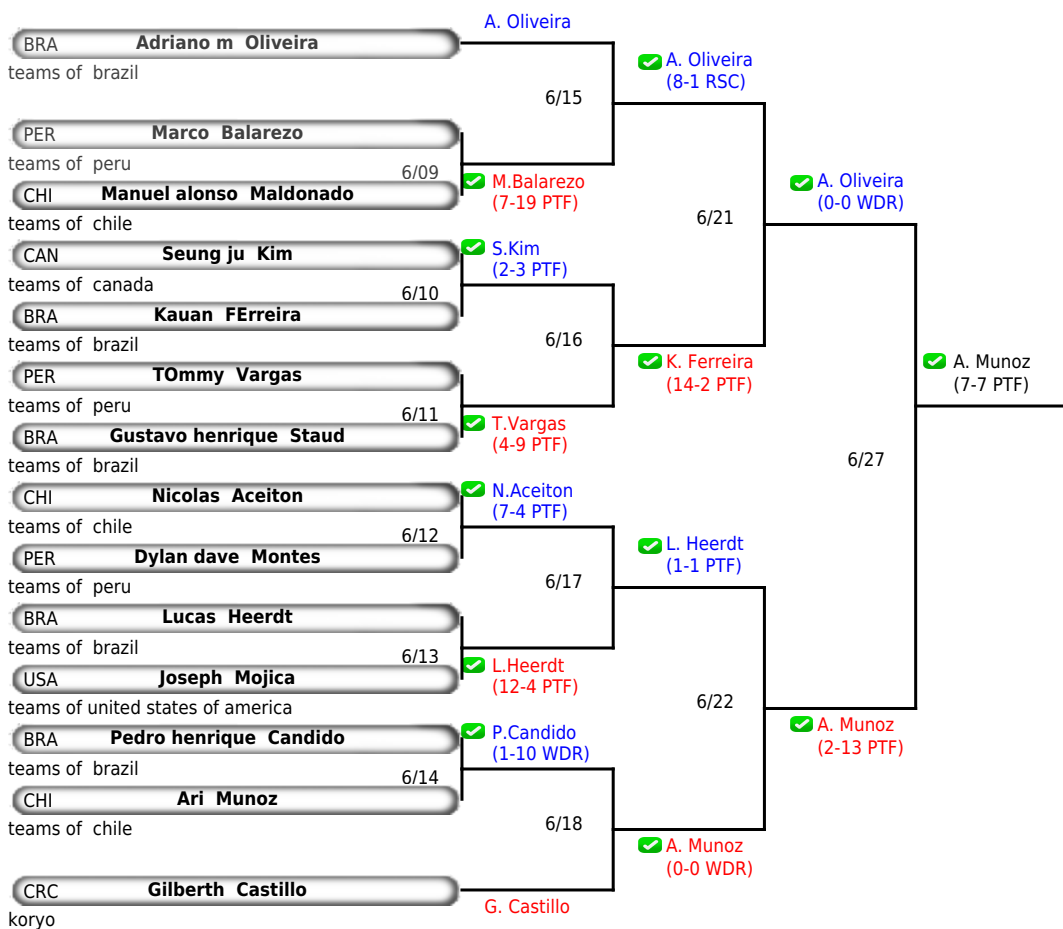 A. Oliveira
BRA Adriano m Oliveira
teams of brazil
A. Oliveira
(8-1 RSC)
6/15
PER Marco Balarezo
teams of peru
6/09
M.Balarezo
(7-19 PTF)
CHI Manuel alonso Maldonado
teams of chile
A. Oliveira
(0-0 WDR)
6/21
CAN Seung ju Kim
teams of canada
S.Kim
(2-3 PTF)
6/10
BRA Kauan FErreira
teams of brazil
6/16
K. Ferreira
(14-2 PTF)
PER TOmmy Vargas
teams of peru
6/11
T.Vargas
(4-9 PTF)
BRA Gustavo henrique Staud
teams of brazil
A. Munoz
(7-7 PTF)
6/27
CHI Nicolas Aceiton
teams of chile
N.Aceiton
(7-4 PTF)
6/12
PER Dylan dave Montes
teams of peru
L. Heerdt
(1-1 PTF)
6/17
BRA Lucas Heerdt
teams of brazil
6/13
L.Heerdt
(12-4 PTF)
USA Joseph Mojica
teams of united states of america
6/22
A. Munoz
(2-13 PTF)
BRA Pedro henrique Candido
teams of brazil
P.Candido
(1-10 WDR)
6/14
CHI Ari Munoz
teams of chile
6/18
A. Munoz
(0-0 WDR)
CRC Gilberth Castillo
koryo
G. Castillo